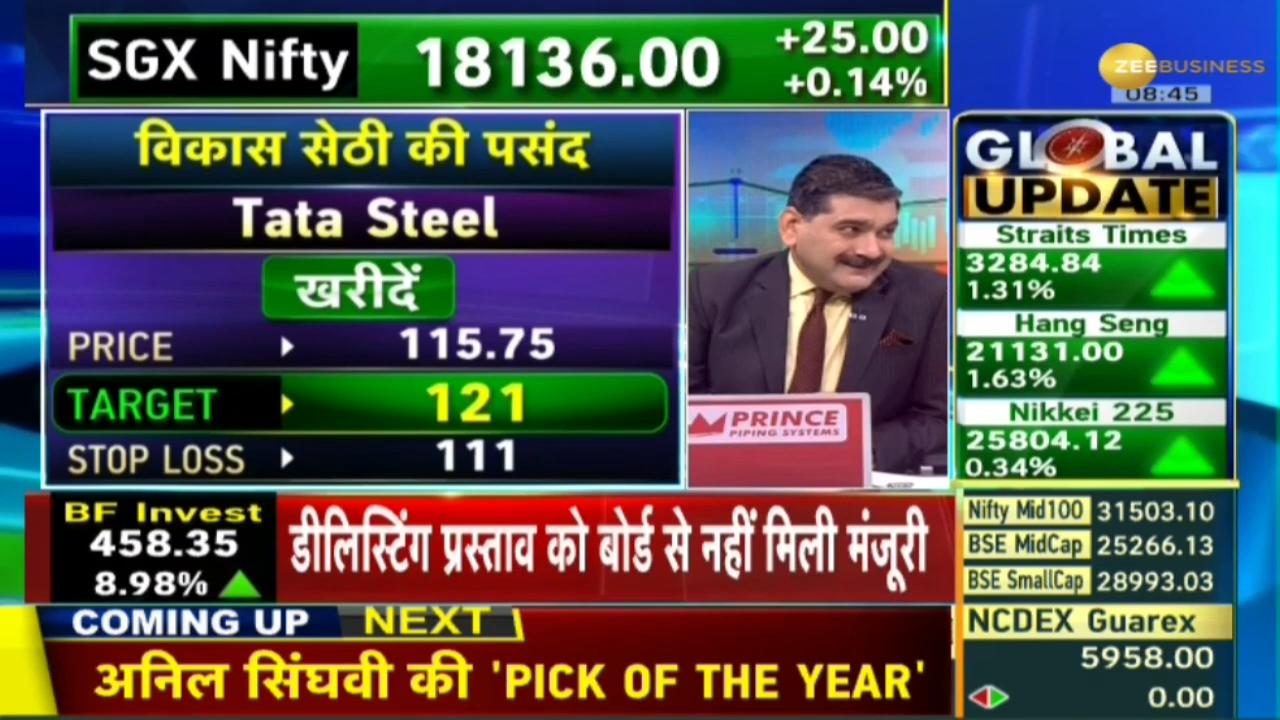 SGX Nifty 18136.00 +25.00
+0.14%
ZEEBUSINESS
08:45
विकास सेठी की पसंद
Tata Steel
खरीदें
PRICE 115.75
TARGET 121
STOP LOSS 111
PRINCE
PIPING SYSTEMS
GLOBAL
UPDATE
Straits Times
3284.84
1.31%
Hang Seng
21131.00
1.63%
Nikkei 225
25804.12
0.34%
BF Invest
458.35
8.98%
डीलिस्टिंग प्रस्ताव को बोर्ड से नहीं मिली मंजूरी
Nifty Mid100 31503.10
BSE MidCap 25266.13
BSE SmallCap 28993.03
NCDEX Guarex
5958.00
0.00
COMING UP NEXT
अनिल सिंघवी की 'PICK OF THE YEAR'